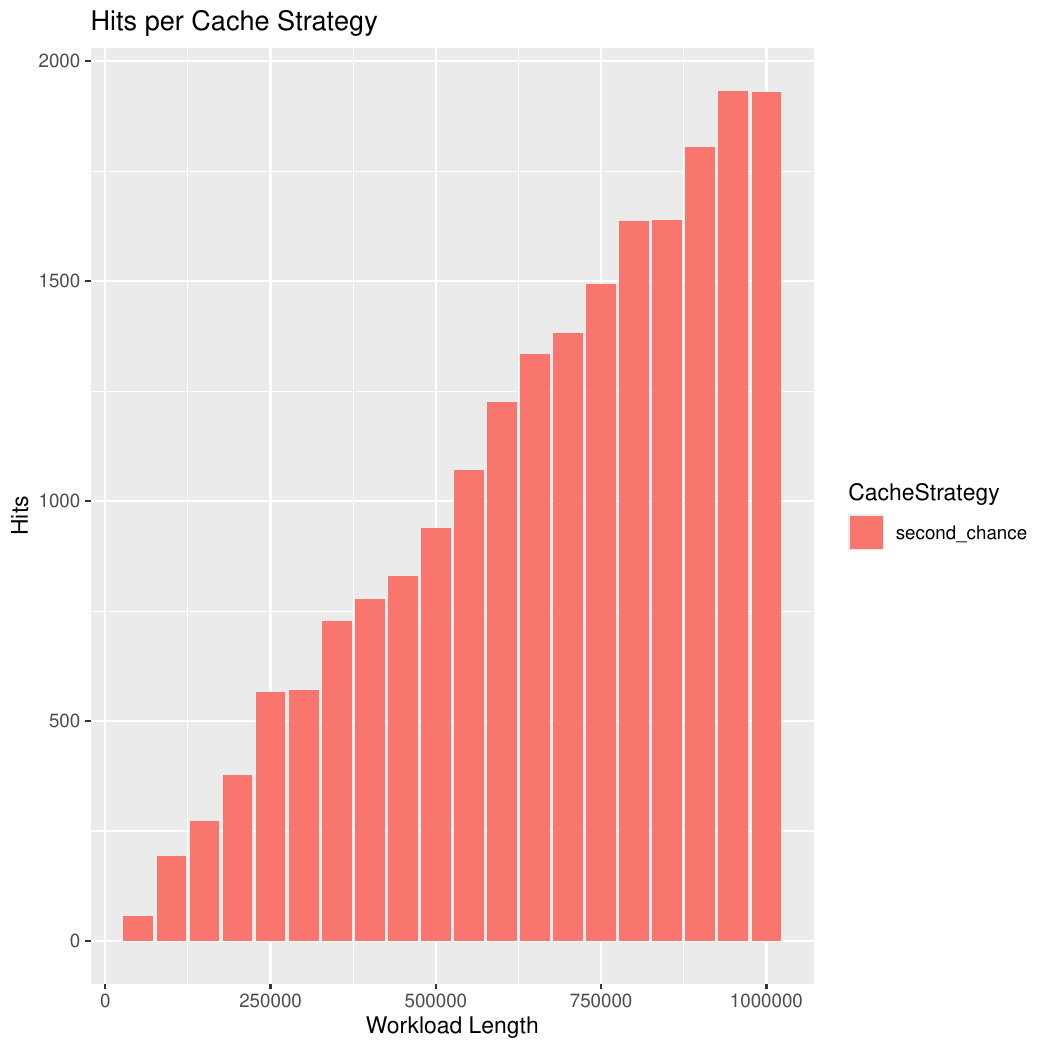 Hits per Cache Strategy
2000
1500
1000
500
0
Hits
0 250000 500000 750000 1000000
Workload Length
CacheStrategy
second_chance